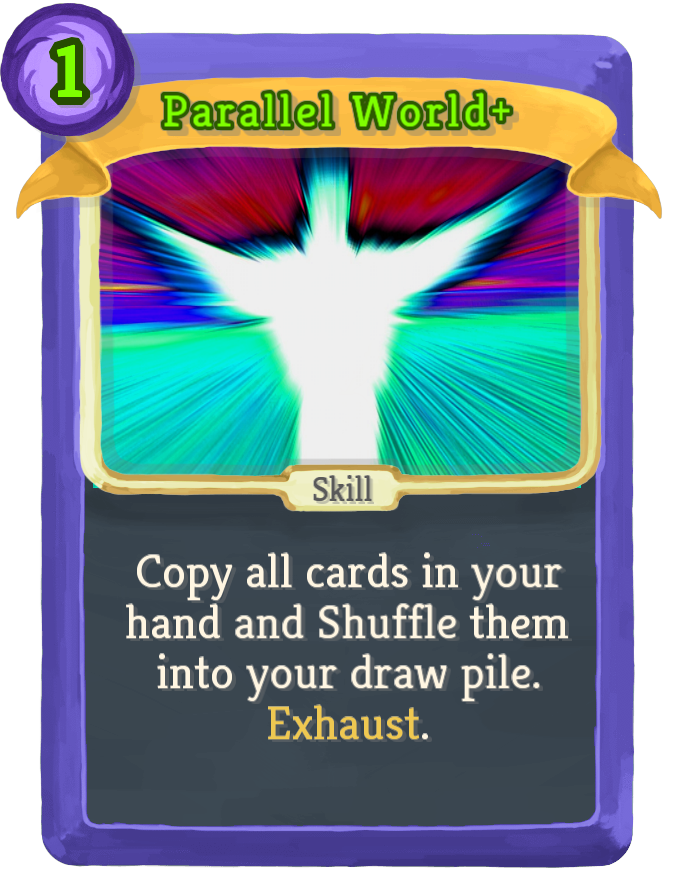 1
Parallel World+
Skill
Copy all cards in your
hand and Shuffle them
into your draw pile.
Exhaust.